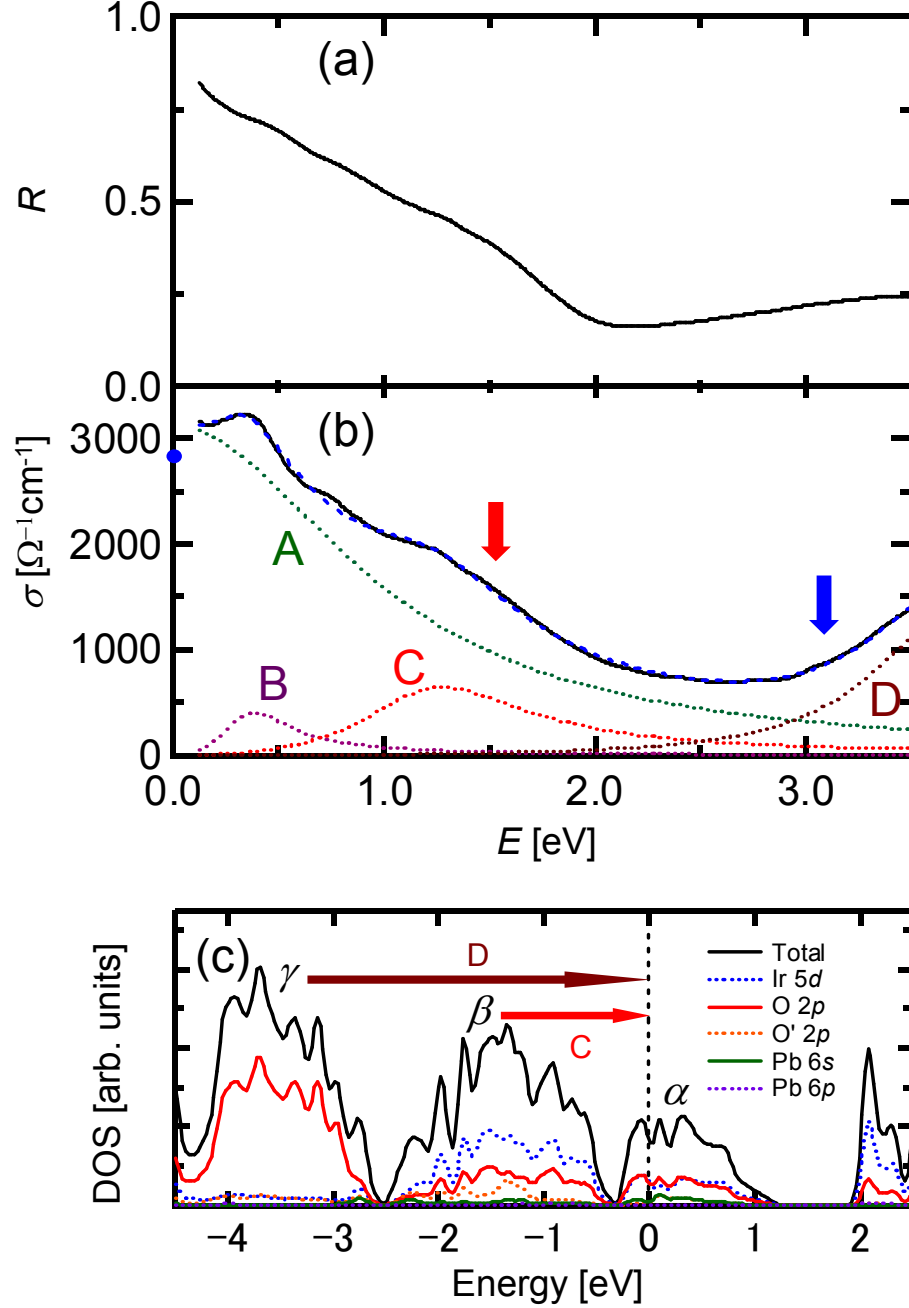 1.0
(a)
R
0.5
0.0
(b)
3000
σ [Ω⁻¹cm⁻¹]
2000
A
1000
B
C
D
0
0.0 1.0 2.0 3.0
E [eV]
(c)
D
γ
β
C
α
Total
Ir 5d
O 2p
O' 2p
Pb 6s
Pb 6p
DOS [arb. units]
−4 −3 −2 −1 0 1 2
Energy [eV]